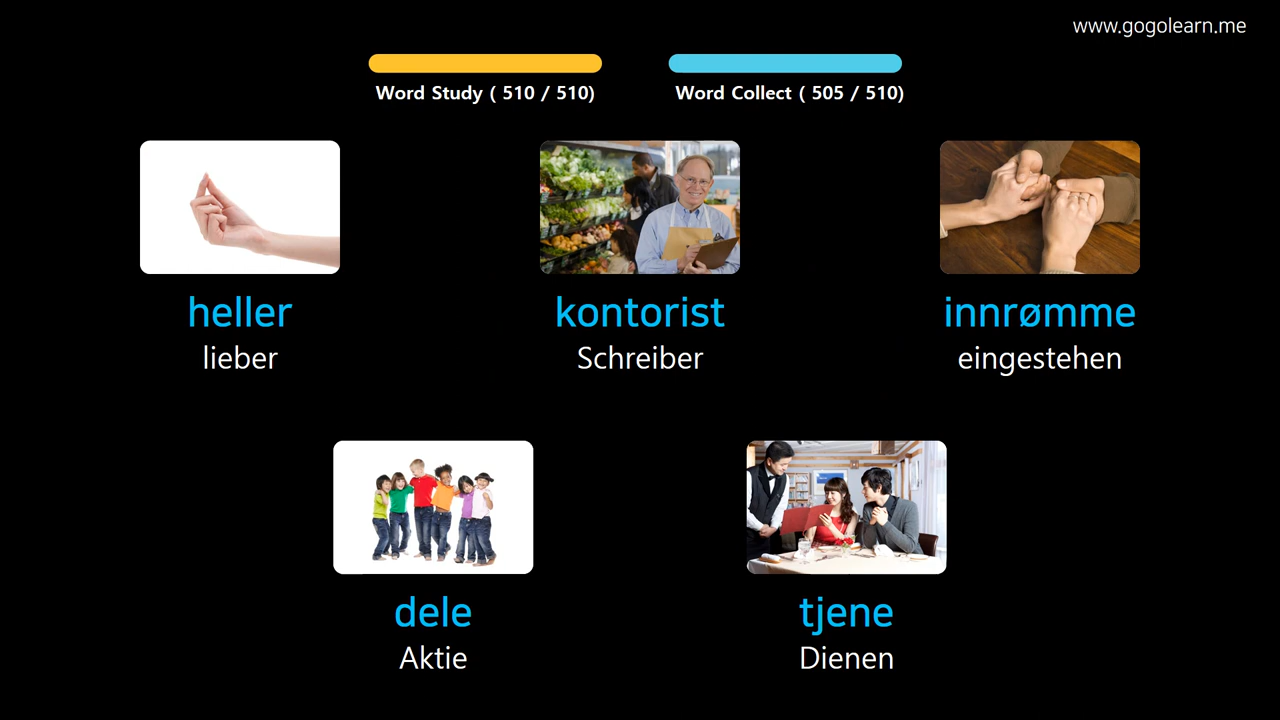 www.gogolearn.me
Word Study ( 510 / 510)
Word Collect ( 505 / 510)
heller
lieber
kontorist
Schreiber
innrømme
eingestehen
dele
Aktie
tjene
Dienen